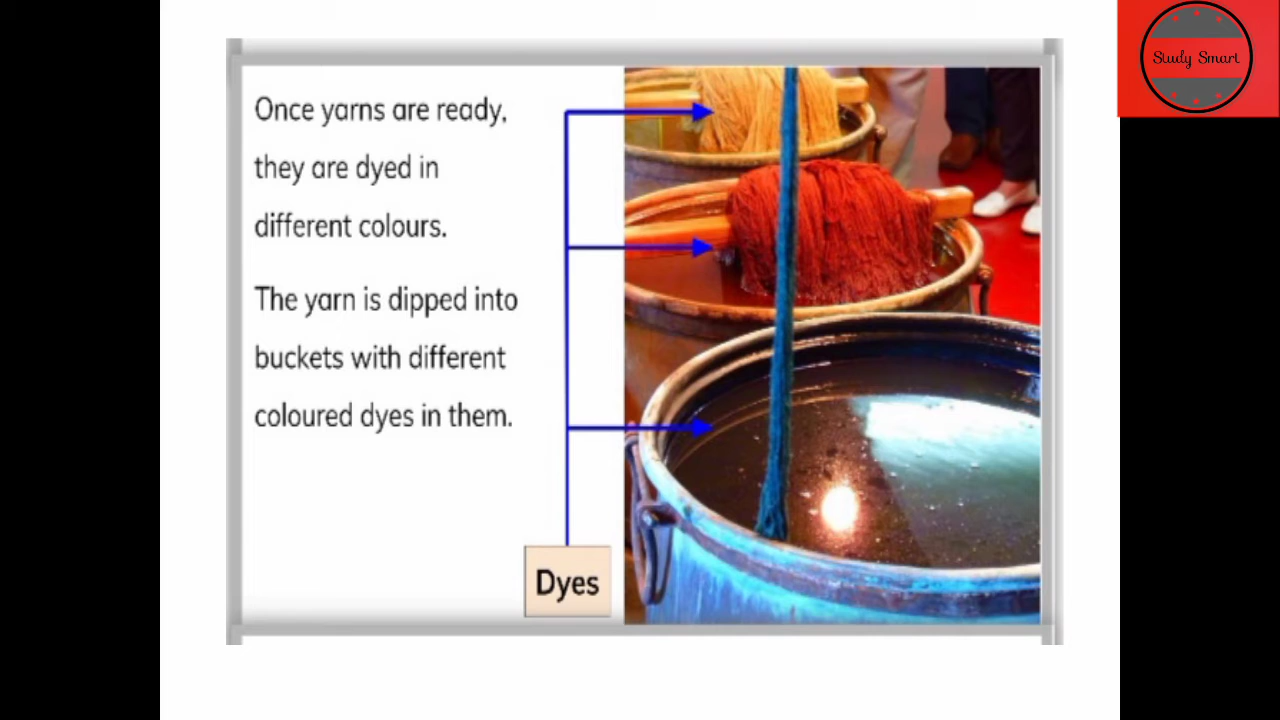 Study Smart
Once yarns are ready,
they are dyed in
different colours.
The yarn is dipped into
buckets with different
coloured dyes in them.
Dyes